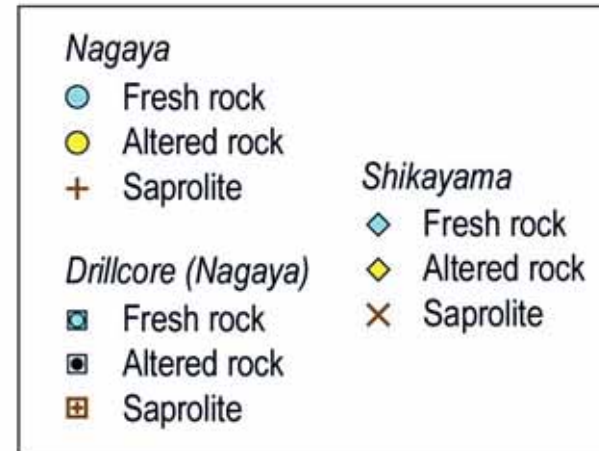 Nagaya
Fresh rock
Altered rock
Saprolite
Drillcore (Nagaya)
Fresh rock
Altered rock
Saprolite
Shikayama
Fresh rock
Altered rock
Saprolite